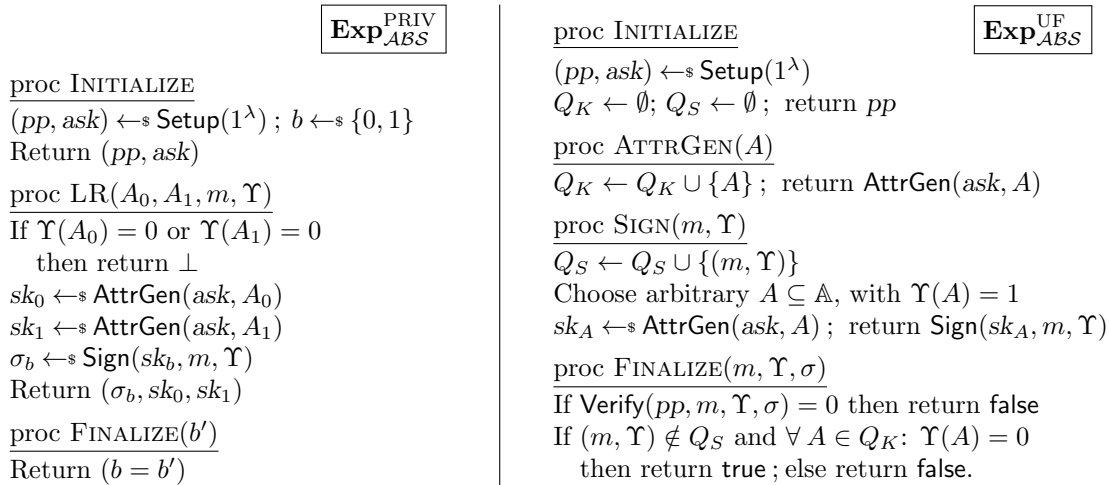 Exp^PRIV_ABS
proc INITIALIZE
(pp, ask) ←$ Setup(1^λ) ; b ←$ {0, 1}
Return (pp, ask)
proc LR(A_0, A_1, m, Υ)
If Υ(A_0) = 0 or Υ(A_1) = 0
then return ⊥
sk_0 ←$ AttrGen(ask, A_0)
sk_1 ←$ AttrGen(ask, A_1)
σ_b ←$ Sign(sk_b, m, Υ)
Return (σ_b, sk_0, sk_1)
proc FINALIZE(b′)
Return (b = b′)
Exp^UF_ABS
proc INITIALIZE
(pp, ask) ←$ Setup(1^λ)
Q_K ← ∅; Q_S ← ∅ ; return pp
proc ATTRGEN(A)
Q_K ← Q_K ∪ {A} ; return AttrGen(ask, A)
proc SIGN(m, Υ)
Q_S ← Q_S ∪ {(m, Υ)}
Choose arbitrary A ⊆ 𝔸, with Υ(A) = 1
sk_A ←$ AttrGen(ask, A) ; return Sign(sk_A, m, Υ)
proc FINALIZE(m, Υ, σ)
If Verify(pp, m, Υ, σ) = 0 then return false
If (m, Υ) ∉ Q_S and ∀ A ∈ Q_K: Υ(A) = 0
then return true ; else return false.